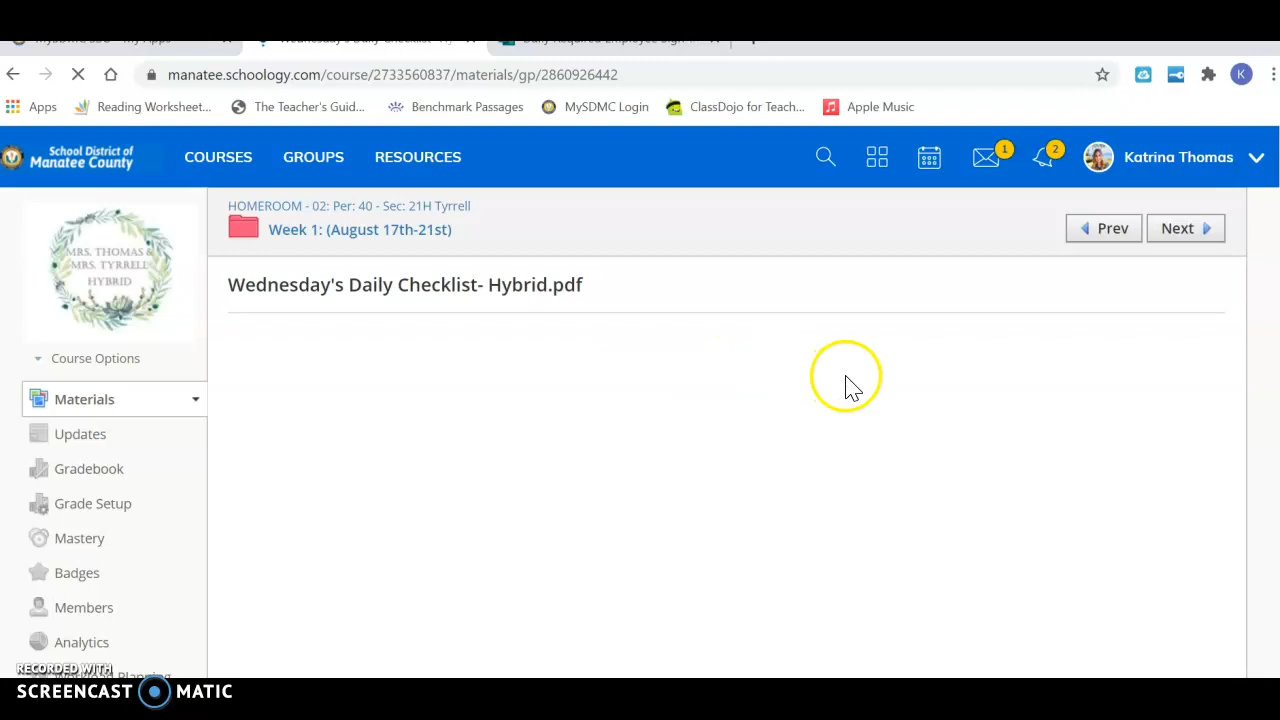 manatee.schoology.com/course/2733560837/materials/gp/2860926442
K
Apps
Reading Worksheet...
The Teacher's Guid...
Benchmark Passages
MySDMC Login
ClassDojo for Teach...
Apple Music
School District of
Manatee County
COURSES
GROUPS
RESOURCES
1
2
Katrina Thomas
HOMEROOM - 02: Per: 40 - Sec: 21H Tyrrell
Week 1: (August 17th-21st)
Prev
Next
MRS. THOMAS &
MRS. TYRRELL
HYBRID
Wednesday's Daily Checklist- Hybrid.pdf
Course Options
Materials
Updates
Gradebook
Grade Setup
Mastery
Badges
Members
Analytics
RECORDED WITH
SCREENCAST MATIC